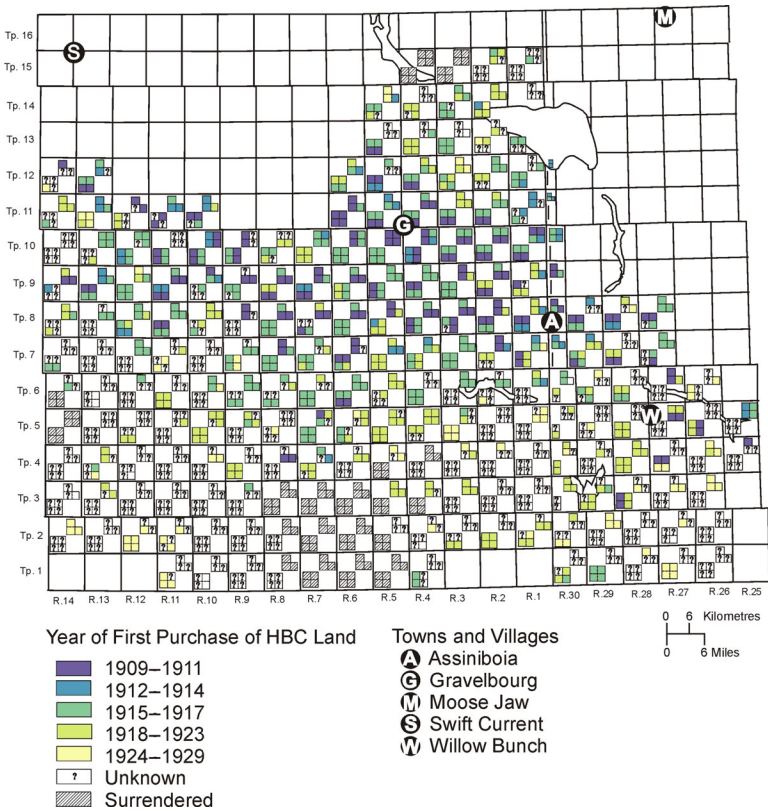 Tp. 16
S
M
Tp. 15
Tp. 14
Tp. 13
Tp. 12
Tp. 11
G
Tp. 10
Tp. 9
Tp. 8
A
Tp. 7
Tp. 6
Tp. 5
W
Tp. 4
Tp. 3
Tp. 2
Tp. 1
R.14 R.13 R.12 R.11 R.10 R.9 R.8 R.7 R.6 R.5 R.4 R.3 R.2 R.1 R.30 R.29 R.28 R.27 R.26 R.25
0 6 Kilometres
0 6 Miles
Year of First Purchase of HBC Land
1909–1911
1912–1914
1915–1917
1918–1923
1924–1929
? Unknown
Surrendered
Towns and Villages
A Assiniboia
G Gravelbourg
M Moose Jaw
S Swift Current
W Willow Bunch